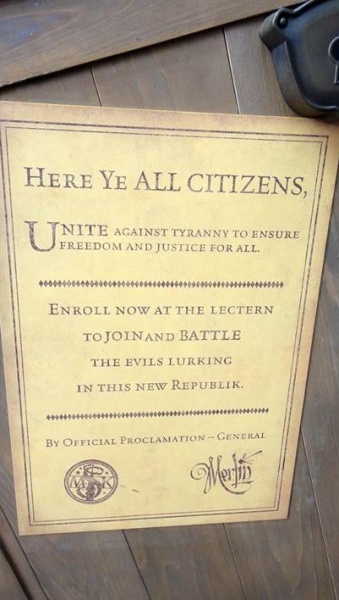 HERE YE ALL CITIZENS,
UNITE AGAINST TYRANNY TO ENSURE
FREEDOM AND JUSTICE FOR ALL.
ENROLL NOW AT THE LECTERN
TO JOIN AND BATTLE
THE EVILS LURKING
IN THIS NEW REPUBLIK.
BY OFFICIAL PROCLAMATION – GENERAL
Merlin